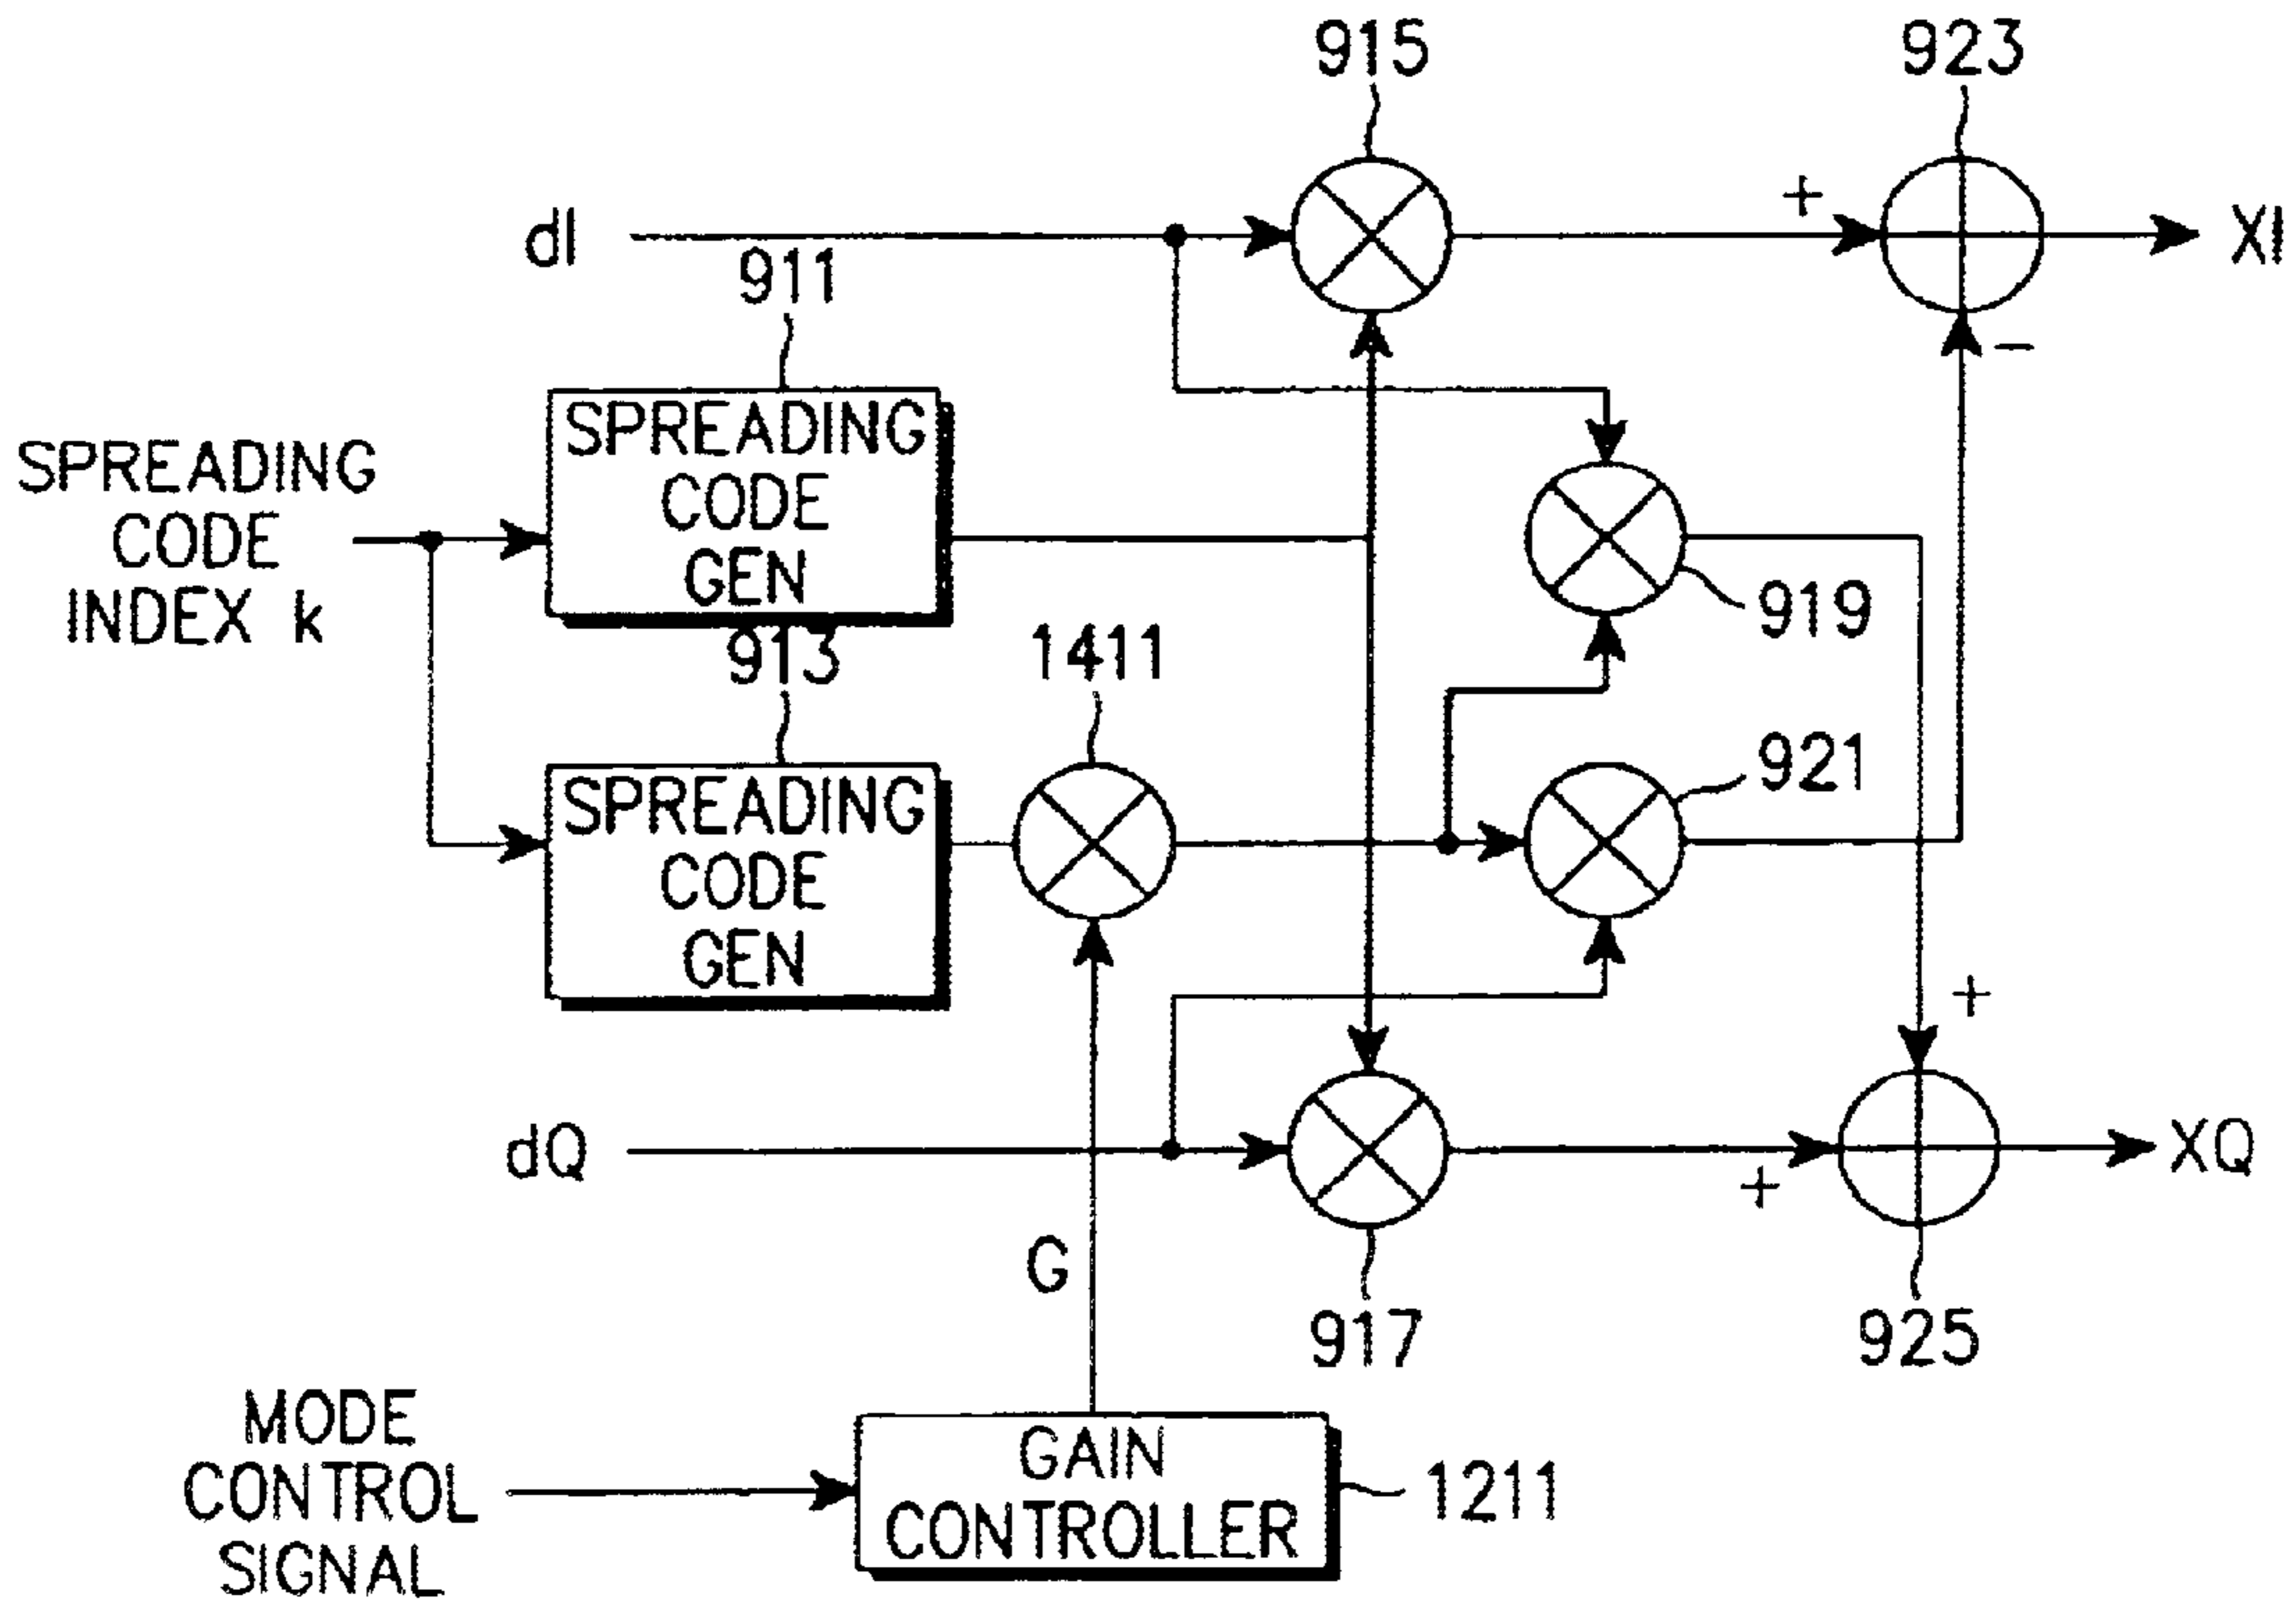 915
923
dI
+
XI
911
−
SPREADING
CODE
GEN
SPREADING
CODE
INDEX k
919
913
1411
921
SPREADING
CODE
GEN
+
dQ
+
XQ
G
917
925
MODE
CONTROL
SIGNAL
GAIN
CONTROLLER
1211